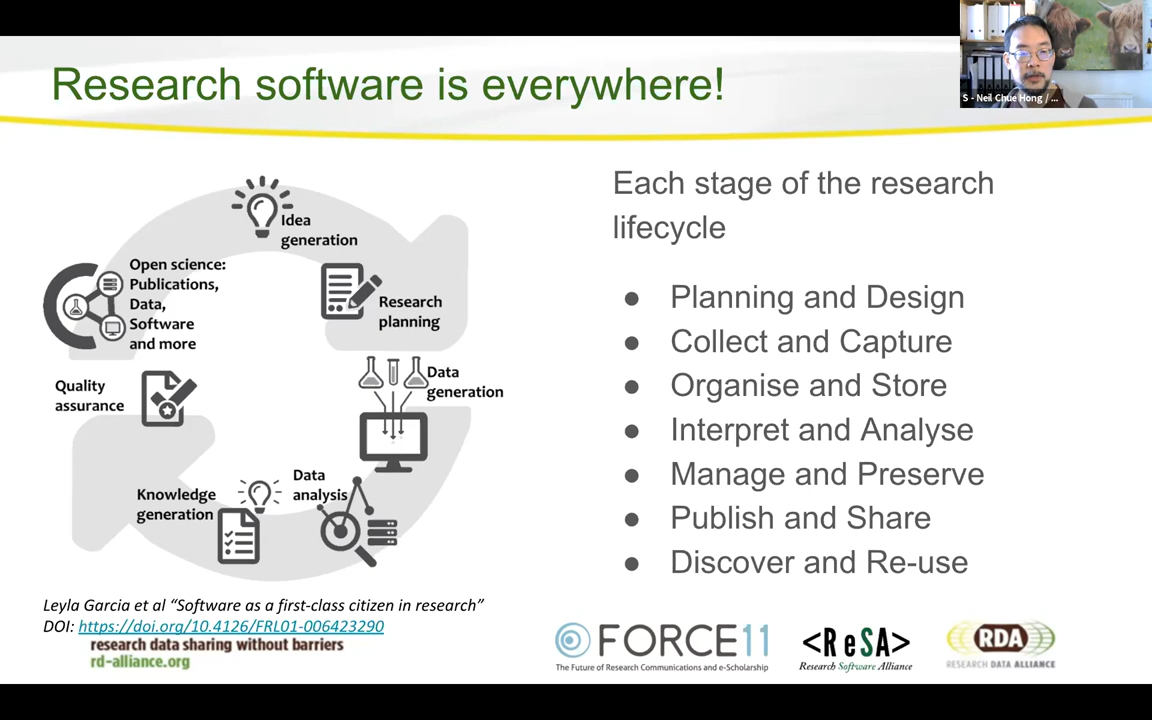 Research software is everywhere!
S - Neil Chue Hong / ...
Idea
generation
Research
planning
Data
generation
Data
analysis
Knowledge
generation
Quality
assurance
Open science:
Publications,
Data,
Software
and more
Each stage of the research
lifecycle
● Planning and Design
● Collect and Capture
● Organise and Store
● Interpret and Analyse
● Manage and Preserve
● Publish and Share
● Discover and Re-use
Leyla Garcia et al “Software as a first-class citizen in research”
DOI: https://doi.org/10.4126/FRL01-006423290
research data sharing without barriers
rd-alliance.org
FORCE11
The Future of Research Communications and e-Scholarship
<ReSA>
Research Software Alliance
RDA
RESEARCH DATA ALLIANCE